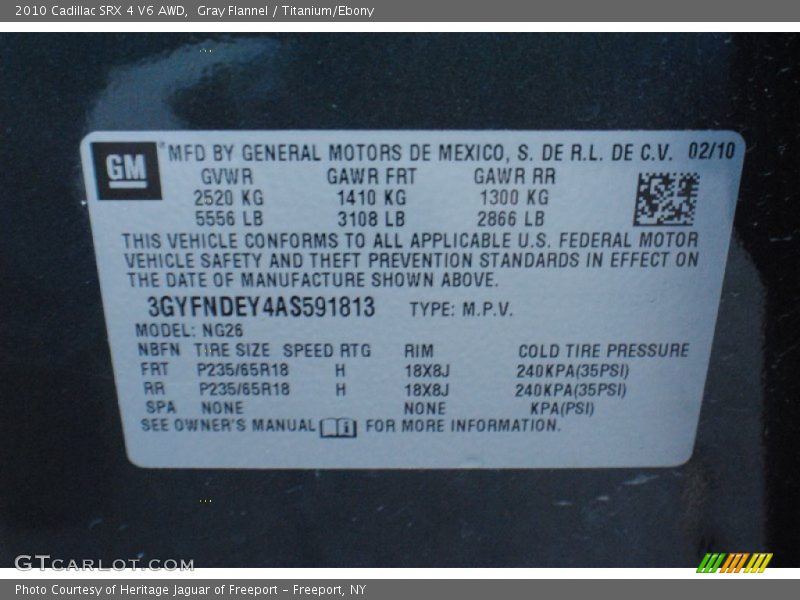 2010 Cadillac SRX 4 V6 AWD,  Gray Flannel / Titanium/Ebony
GM MFD BY GENERAL MOTORS DE MEXICO, S. DE R.L. DE C.V. 02/10
GVWR GAWR FRT GAWR RR
2520 KG 1410 KG 1300 KG
5556 LB 3108 LB 2866 LB
THIS VEHICLE CONFORMS TO ALL APPLICABLE U.S. FEDERAL MOTOR
VEHICLE SAFETY AND THEFT PREVENTION STANDARDS IN EFFECT ON
THE DATE OF MANUFACTURE SHOWN ABOVE.
3GYFNDEY4AS591813 TYPE: M.P.V.
MODEL: NG26
NBFN TIRE SIZE SPEED RTG RIM COLD TIRE PRESSURE
FRT P235/65R18 H 18X8J 240KPA(35PSI)
RR P235/65R18 H 18X8J 240KPA(35PSI)
SPA NONE NONE KPA(PSI)
SEE OWNER'S MANUAL FOR MORE INFORMATION.
GTCARLOT.COM
Photo Courtesy of Heritage Jaguar of Freeport - Freeport, NY